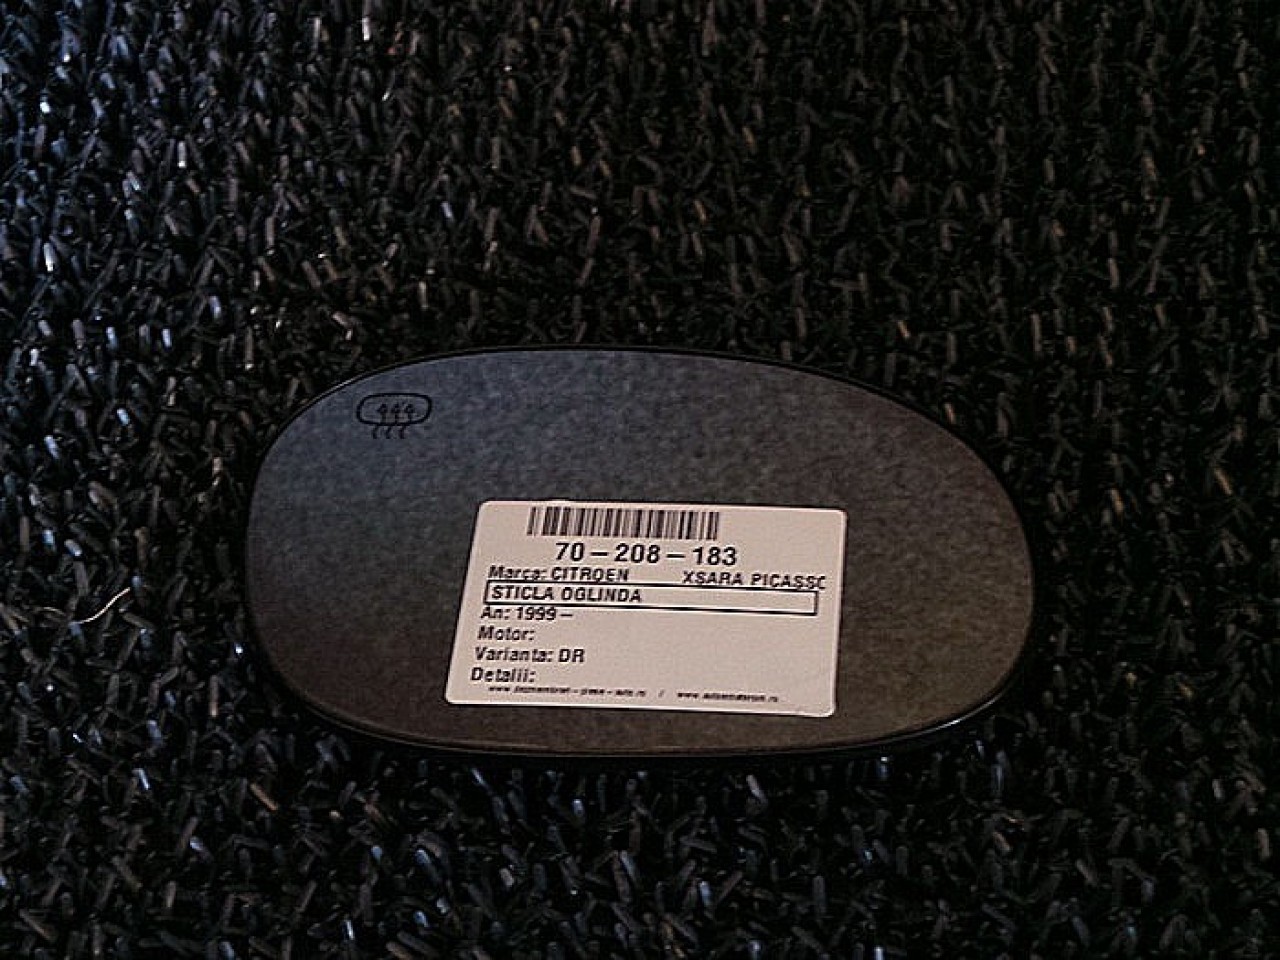 70-208-183
Marca: CITROEN XSARA PICASSO
STICLA OGLINDA
An: 1999-
Motor:
Varianta: DR
Detalii: